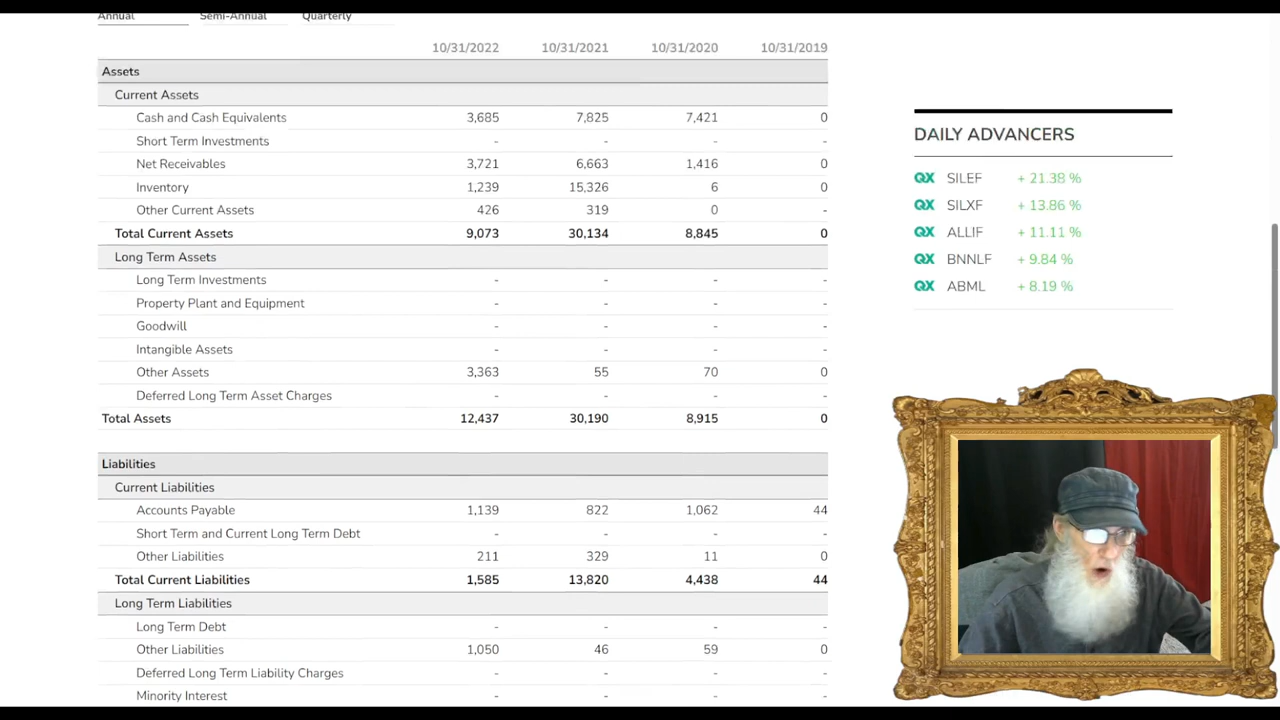 Annual Semi-Annual Quarterly
10/31/2022 10/31/2021 10/31/2020 10/31/2019
Assets
Current Assets
Cash and Cash Equivalents 3,685 7,825 7,421 0
Short Term Investments - - - -
Net Receivables 3,721 6,663 1,416 0
Inventory 1,239 15,326 6 0
Other Current Assets 426 319 0 -
Total Current Assets 9,073 30,134 8,845 0
Long Term Assets
Long Term Investments - - - -
Property Plant and Equipment - - - -
Goodwill - - - -
Intangible Assets - - - -
Other Assets 3,363 55 70 0
Deferred Long Term Asset Charges - - - -
Total Assets 12,437 30,190 8,915 0
Liabilities
Current Liabilities
Accounts Payable 1,139 822 1,062 44
Short Term and Current Long Term Debt - - - -
Other Liabilities 211 329 11 0
Total Current Liabilities 1,585 13,820 4,438 44
Long Term Liabilities
Long Term Debt - - - -
Other Liabilities 1,050 46 59 0
Deferred Long Term Liability Charges - - - -
Minority Interest - - - -
DAILY ADVANCERS
QX SILEF + 21.38 %
QX SILXF + 13.86 %
QX ALLIF + 11.11 %
QX BNNLF + 9.84 %
QX ABML + 8.19 %